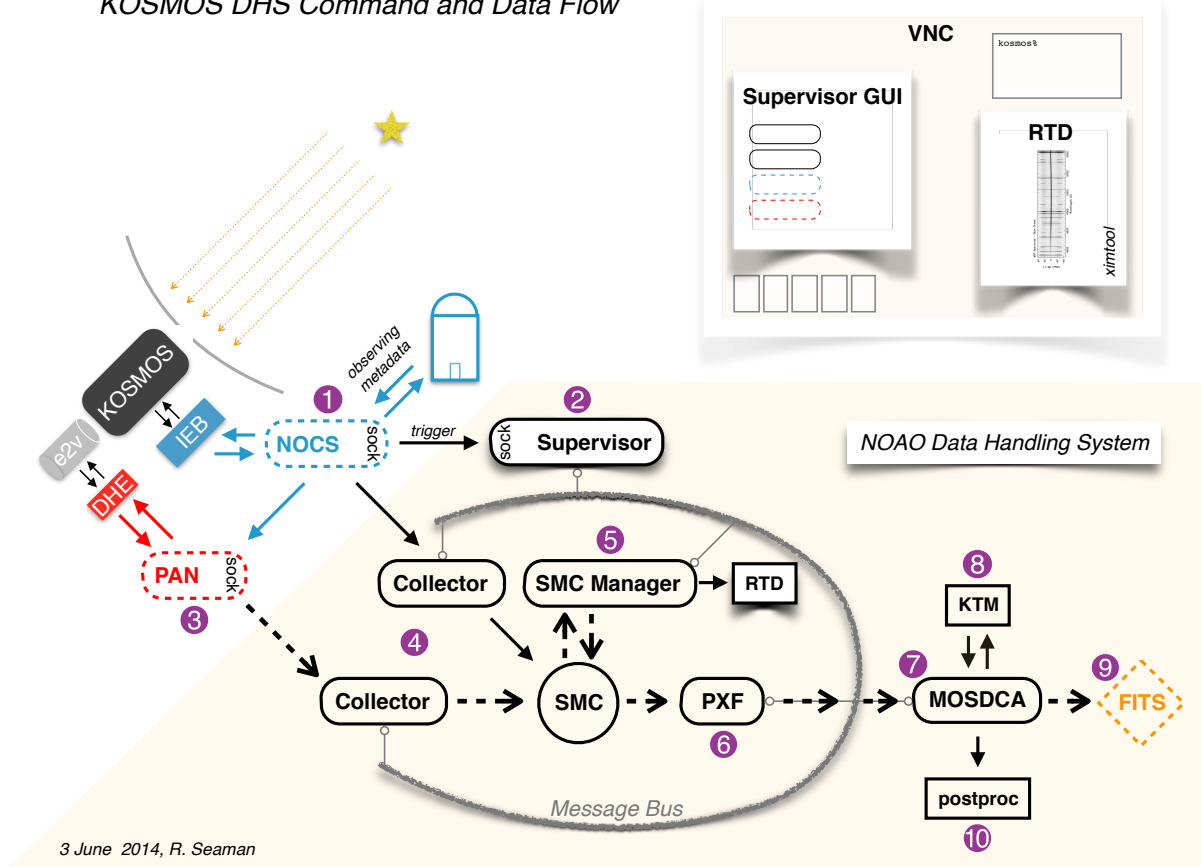 KOSMOS DHS Command and Data Flow
VNC
kosmos%
Supervisor GUI
RTD
ximtool
observing
metadata
KOSMOS
IEB
e2v
DHE
1
NOCS
sock
trigger
2
sock
Supervisor
NOAO Data Handling System
PAN
sock
3
Collector
4
5
SMC Manager
RTD
8
KTM
Collector
SMC
PXF
6
7
MOSDCA
9
FITS
postproc
10
Message Bus
3 June 2014, R. Seaman